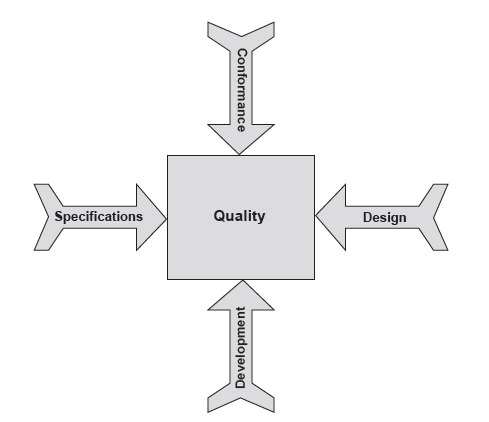 Conformance
Specifications
Quality
Design
Development